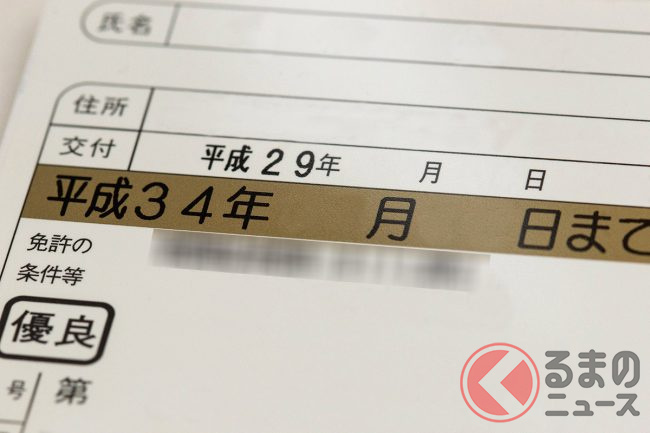 氏名
住所
交付 平成29年 月 日
平成34年 月 日まで
免許の
条件等
優良
号 第
くるまの
ニュース